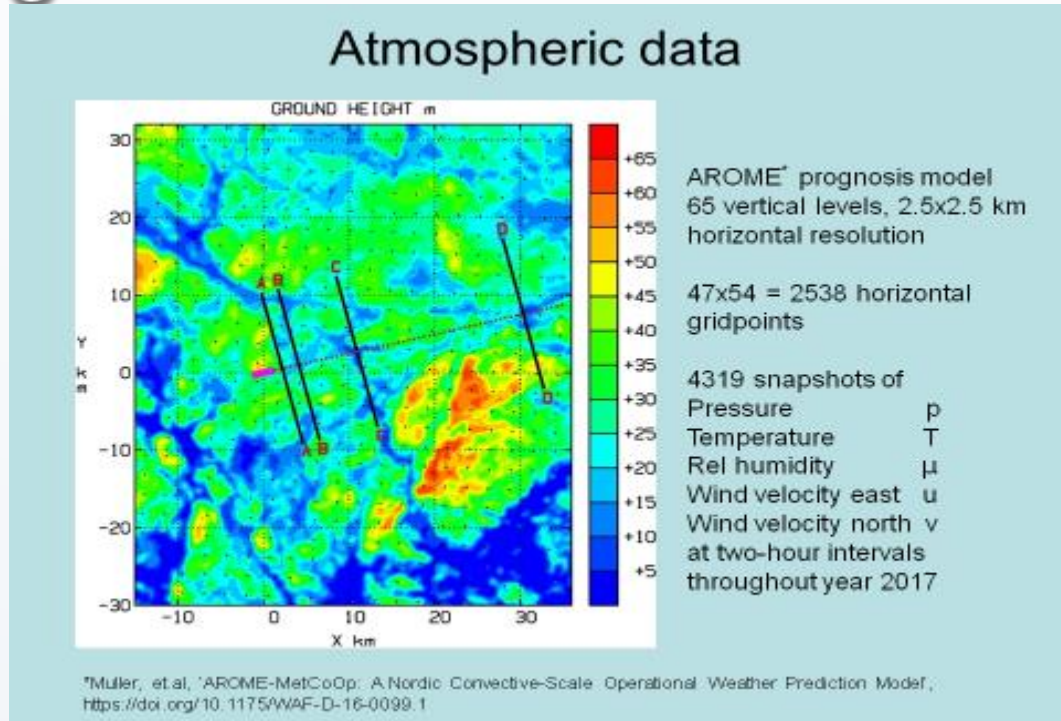 Atmospheric data
GROUND HEIGHT m
30
20
10
0
-10
-20
-30
Y
km
-10
0
10
20
30
X km
+65
+60
+55
+50
+45
+40
+35
+30
+25
+20
+15
+10
+5
A
B
C
D
A
B
D
AROME* prognosis model
65 vertical levels, 2.5x2.5 km
horizontal resolution
47x54 = 2538 horizontal
gridpoints
4319 snapshots of
Pressure p
Temperature T
Rel humidity μ
Wind velocity east u
Wind velocity north v
at two-hour intervals
throughout year 2017
*Muller, et.al, 'AROME-MetCoOp: A Nordic Convective-Scale Operational Weather Prediction Model',
https://doi.org/10.1175/WAF-D-16-0099.1